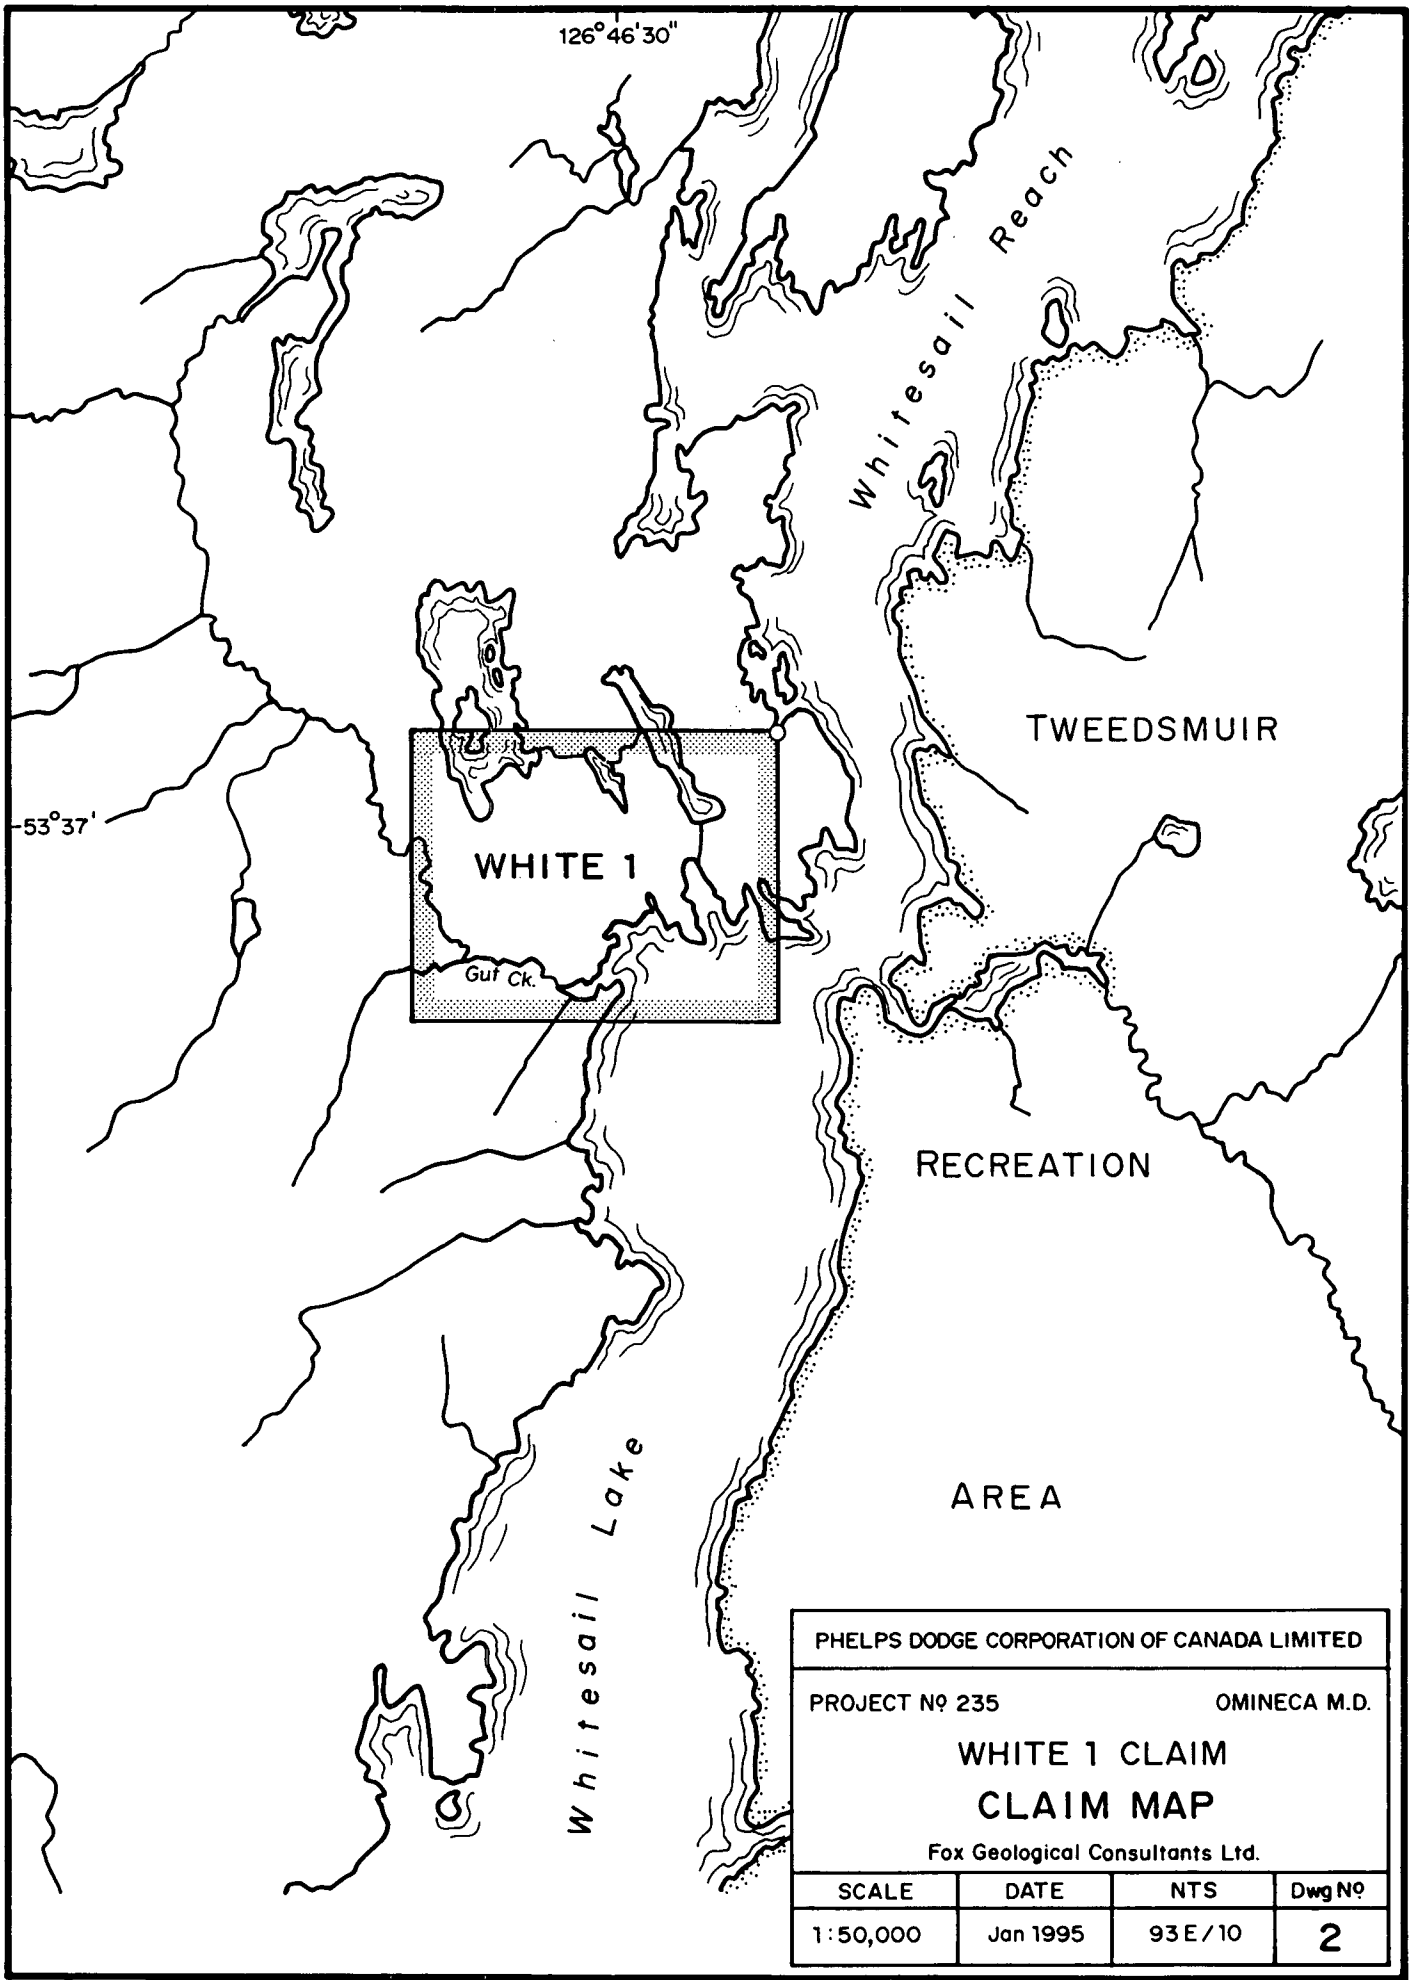 126°46'30"
Whitesail Reach
TWEEDSMUIR
53°37'
WHITE 1
Gut Ck.
RECREATION
AREA
Whitesail Lake
PHELPS DODGE CORPORATION OF CANADA LIMITED
PROJECT Nº 235 OMINECA M.D.
WHITE 1 CLAIM
CLAIM MAP
Fox Geological Consultants Ltd.
SCALE DATE NTS Dwg Nº
1:50,000 Jan 1995 93 E/10 2